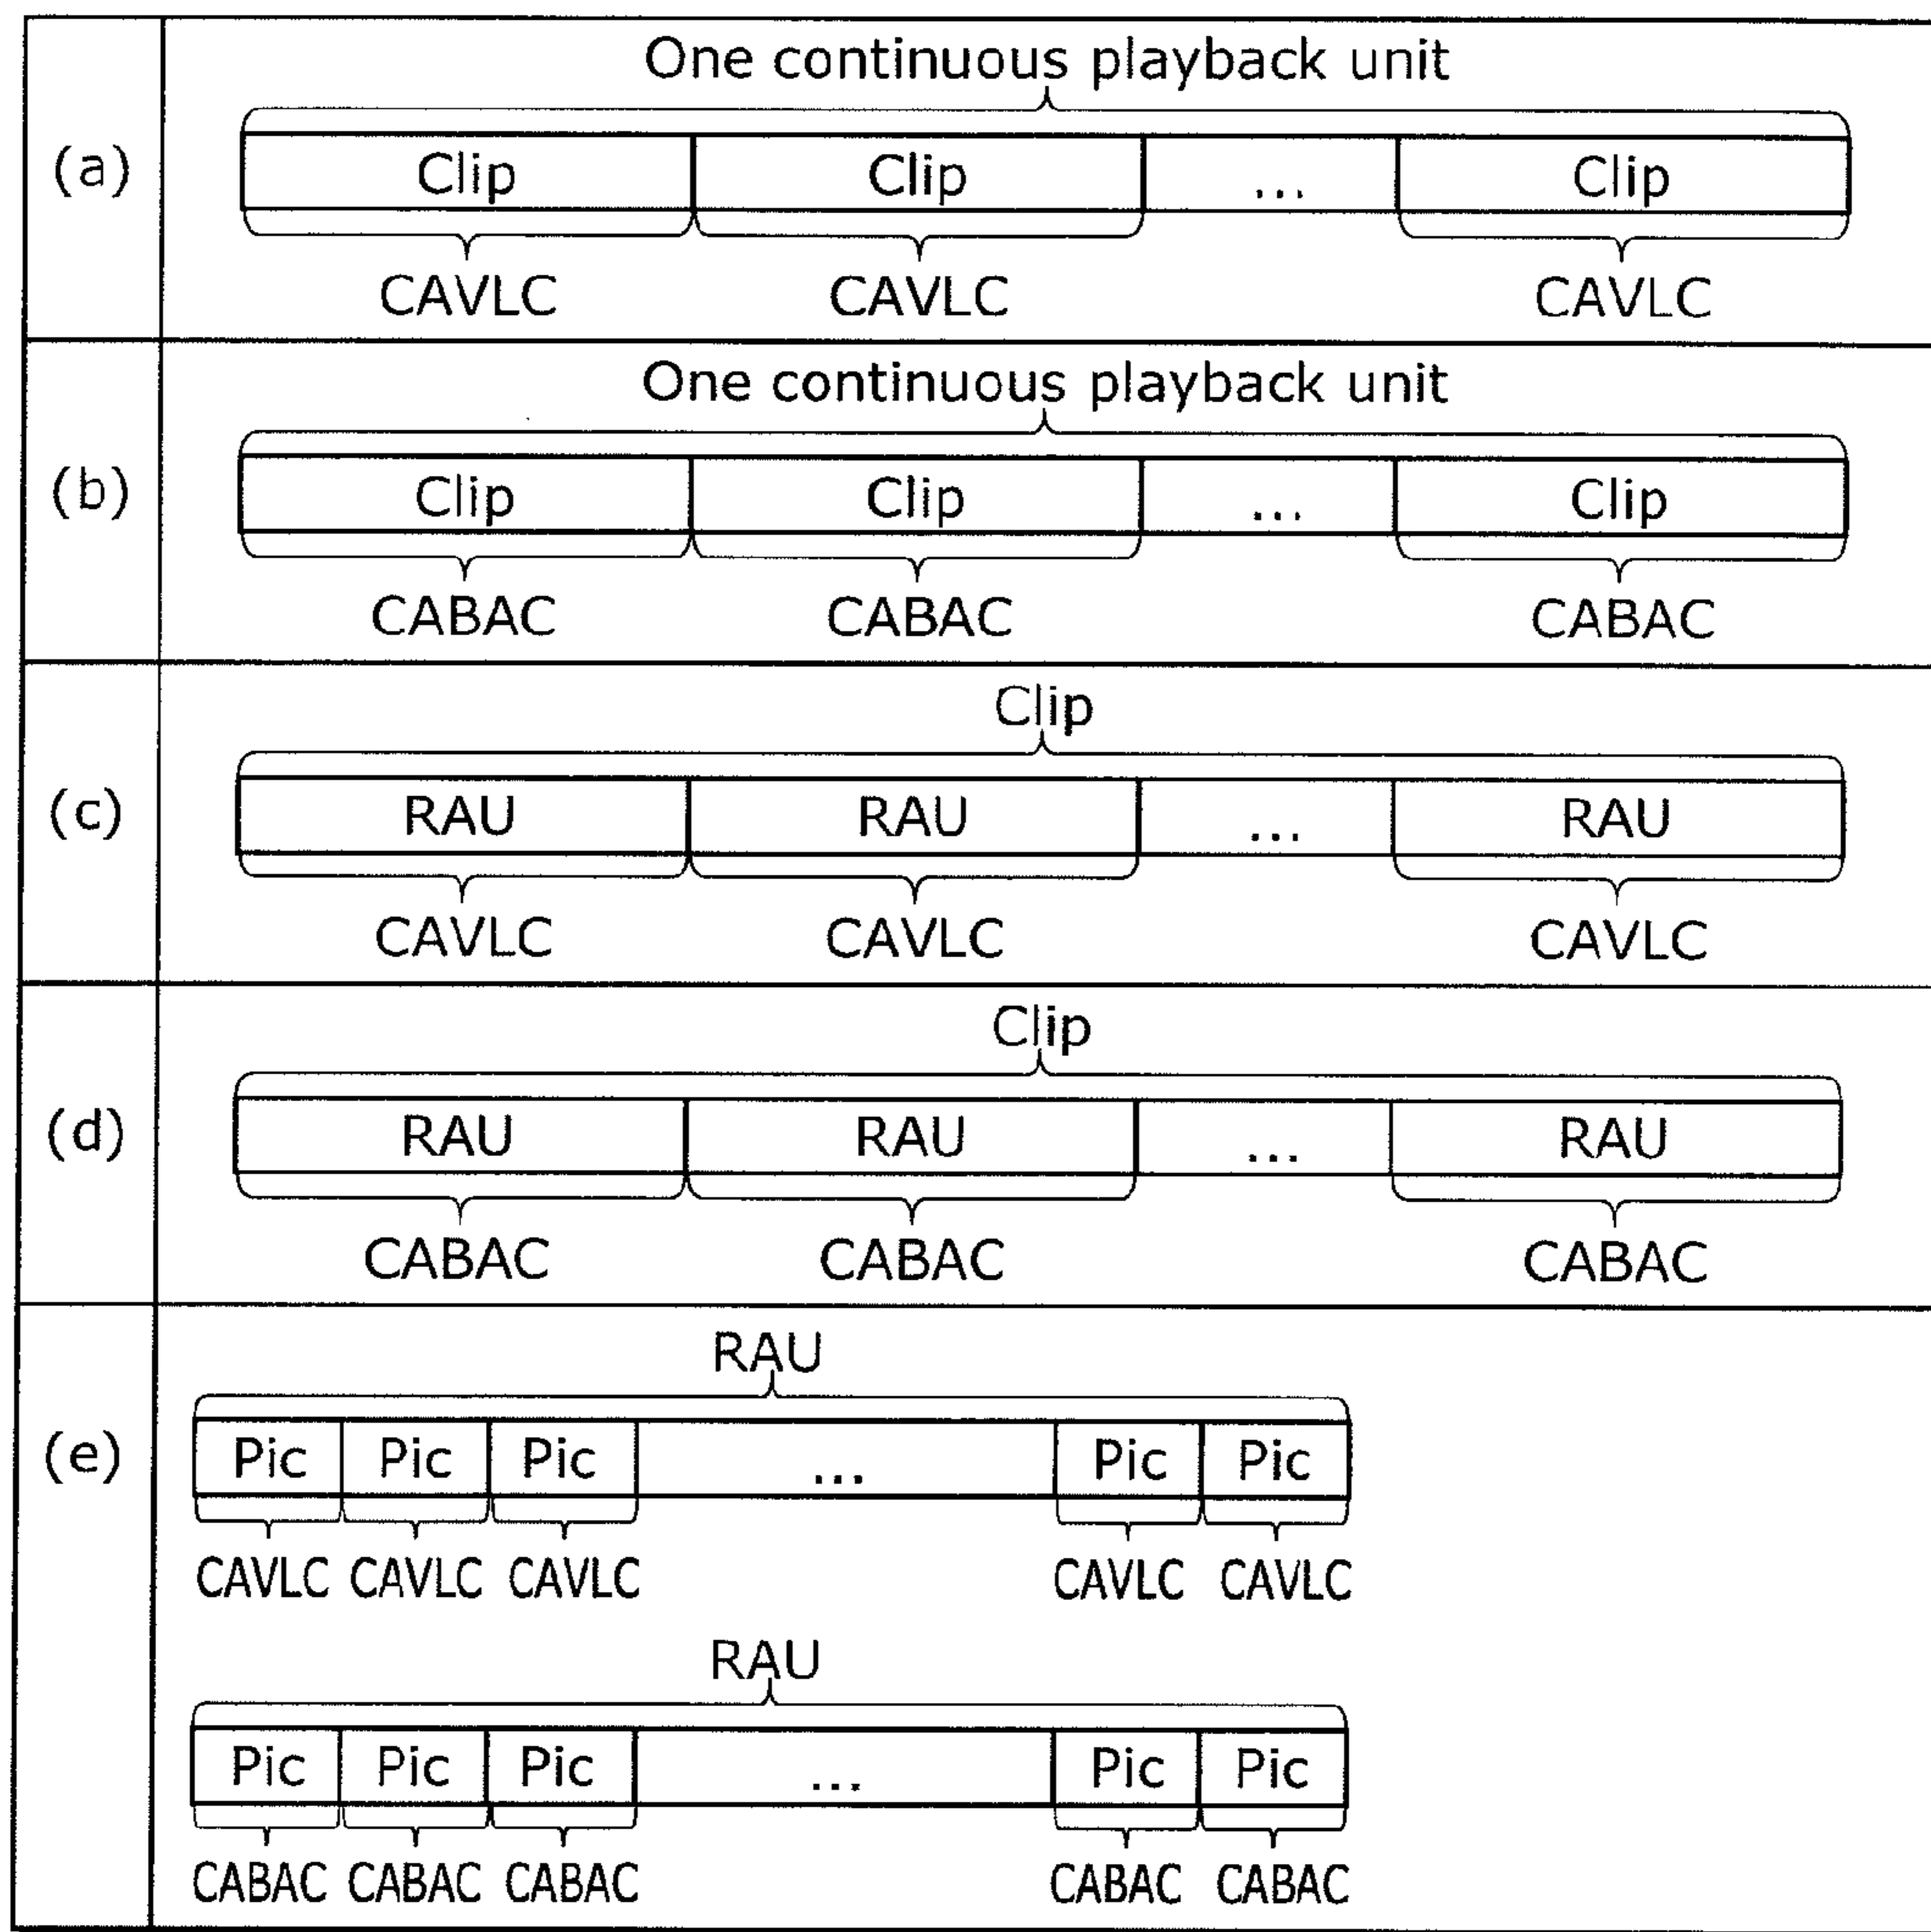 One continuous playback unit
(a) Clip Clip ... Clip
CAVLC CAVLC CAVLC
One continuous playback unit
(b) Clip Clip ... Clip
CABAC CABAC CABAC
Clip
(c) RAU RAU ... RAU
CAVLC CAVLC CAVLC
Clip
(d) RAU RAU ... RAU
CABAC CABAC CABAC
RAU
(e) Pic Pic Pic ... Pic Pic
CAVLC CAVLC CAVLC CAVLC CAVLC
RAU
Pic Pic Pic ... Pic Pic
CABAC CABAC CABAC CABAC CABAC